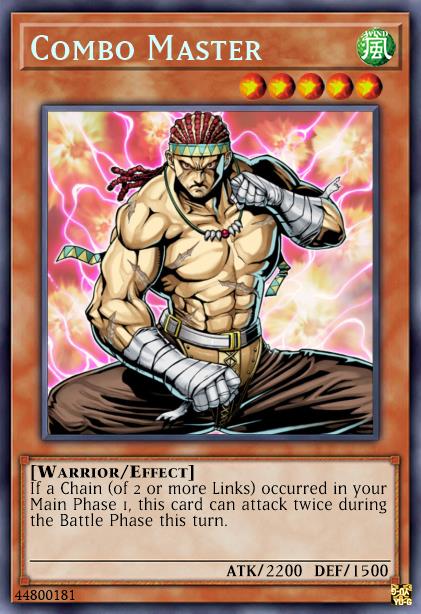 COMBO MASTER
WIND
風
[WARRIOR/EFFECT]
If a Chain (of 2 or more Links) occurred in your
Main Phase 1, this card can attack twice during
the Battle Phase this turn.
ATK/2200 DEF/1500
44800181